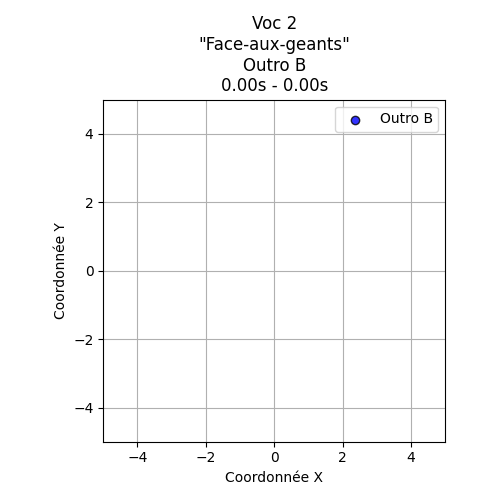 Voc 2
"Face-aux-geants"
Outro B
0.00s - 0.00s
Outro B
Coordonnée Y
4
2
0
−2
−4
−4
−2
0
2
4
Coordonnée X